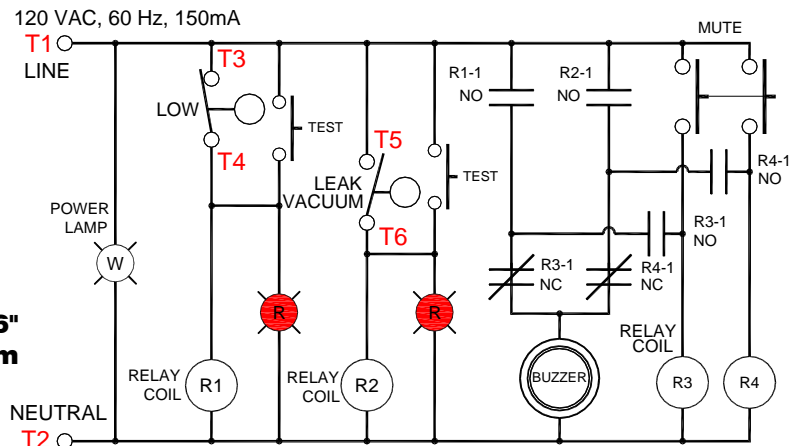 120 VAC, 60 Hz, 150mA
T1
LINE
T3
LOW
T4
TEST
T5
LEAK
VACUUM
T6
TEST
R1-1
NO
R2-1
NO
MUTE
R4-1
NO
R3-1
NO
R3-1
NC
R4-1
NC
POWER
LAMP
W
R
R
6"
m
RELAY
COIL
R1
RELAY
COIL
R2
BUZZER
RELAY
COIL
R3
R4
NEUTRAL
T2